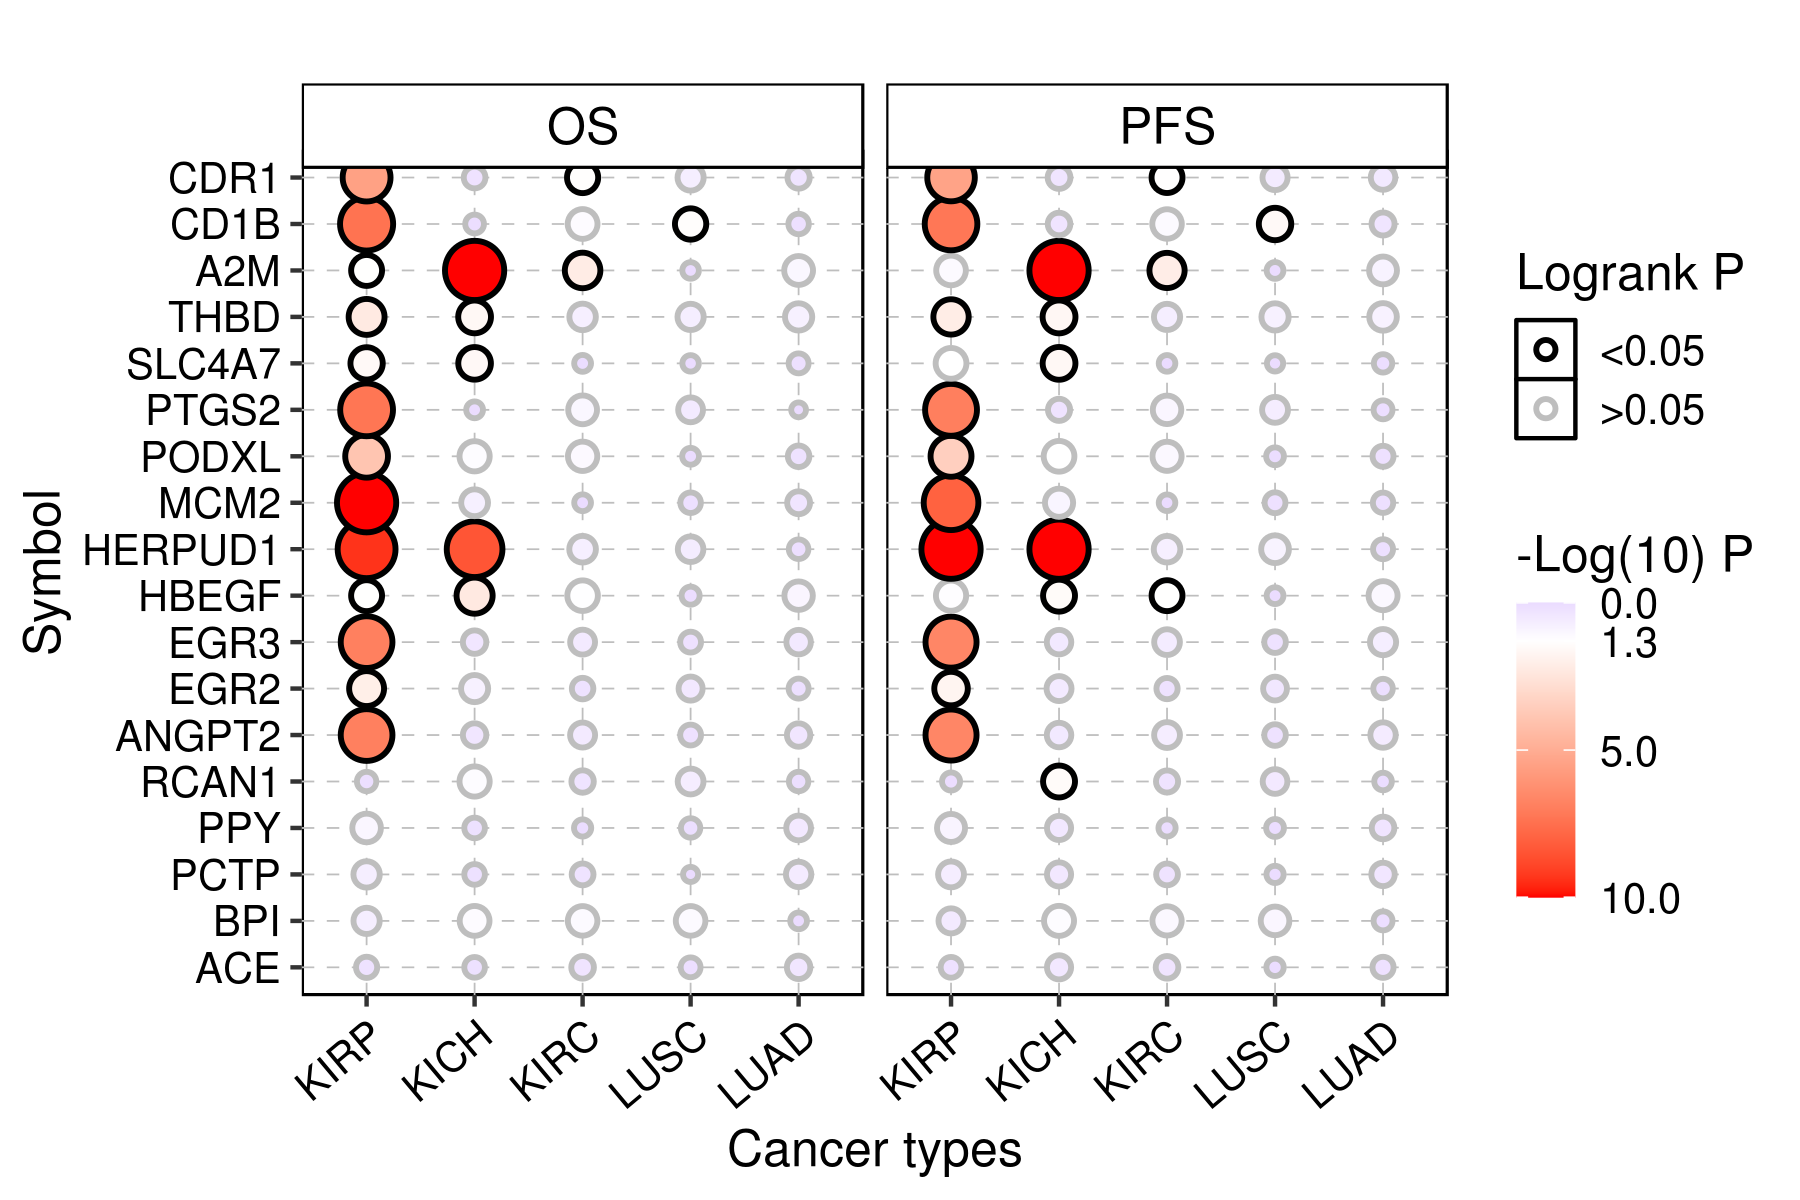 OS
PFS
CDR1
CD1B
A2M
THBD
SLC4A7
PTGS2
PODXL
MCM2
HERPUD1
HBEGF
EGR3
EGR2
ANGPT2
RCAN1
PPY
PCTP
BPI
ACE
Symbol
KIRP
KICH
KIRC
LUSC
LUAD
KIRP
KICH
KIRC
LUSC
LUAD
Cancer types
Logrank P
<0.05
>0.05
-Log(10) P
0.0
1.3
5.0
10.0